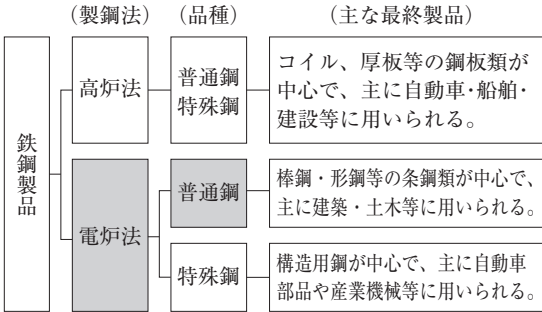 （製鋼法）　（品種）　（主な最終製品）
鉄鋼製品
高炉法
普通鋼
特殊鋼
コイル、厚板等の鋼板類が
中心で、主に自動車・船舶・
建設等に用いられる。
電炉法
普通鋼
棒鋼・形鋼等の条鋼類が中心で、
主に建築・土木等に用いられる。
特殊鋼
構造用鋼が中心で、主に自動車
部品や産業機械等に用いられる。